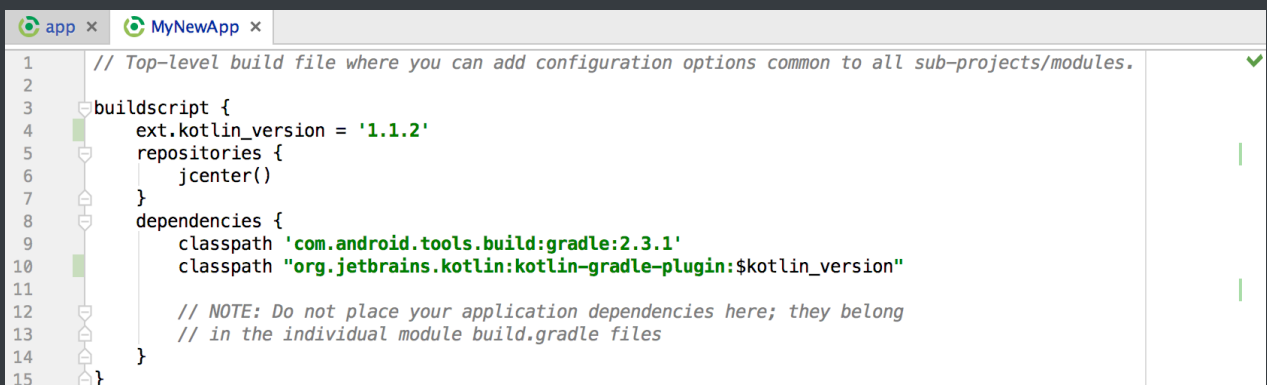 app × MyNewApp ×
1 // Top-level build file where you can add configuration options common to all sub-projects/modules.
2
3 buildscript {
4     ext.kotlin_version = '1.1.2'
5     repositories {
6         jcenter()
7     }
8     dependencies {
9         classpath 'com.android.tools.build:gradle:2.3.1'
10         classpath "org.jetbrains.kotlin:kotlin-gradle-plugin:$kotlin_version"
11
12         // NOTE: Do not place your application dependencies here; they belong
13         // in the individual module build.gradle files
14     }
15 }